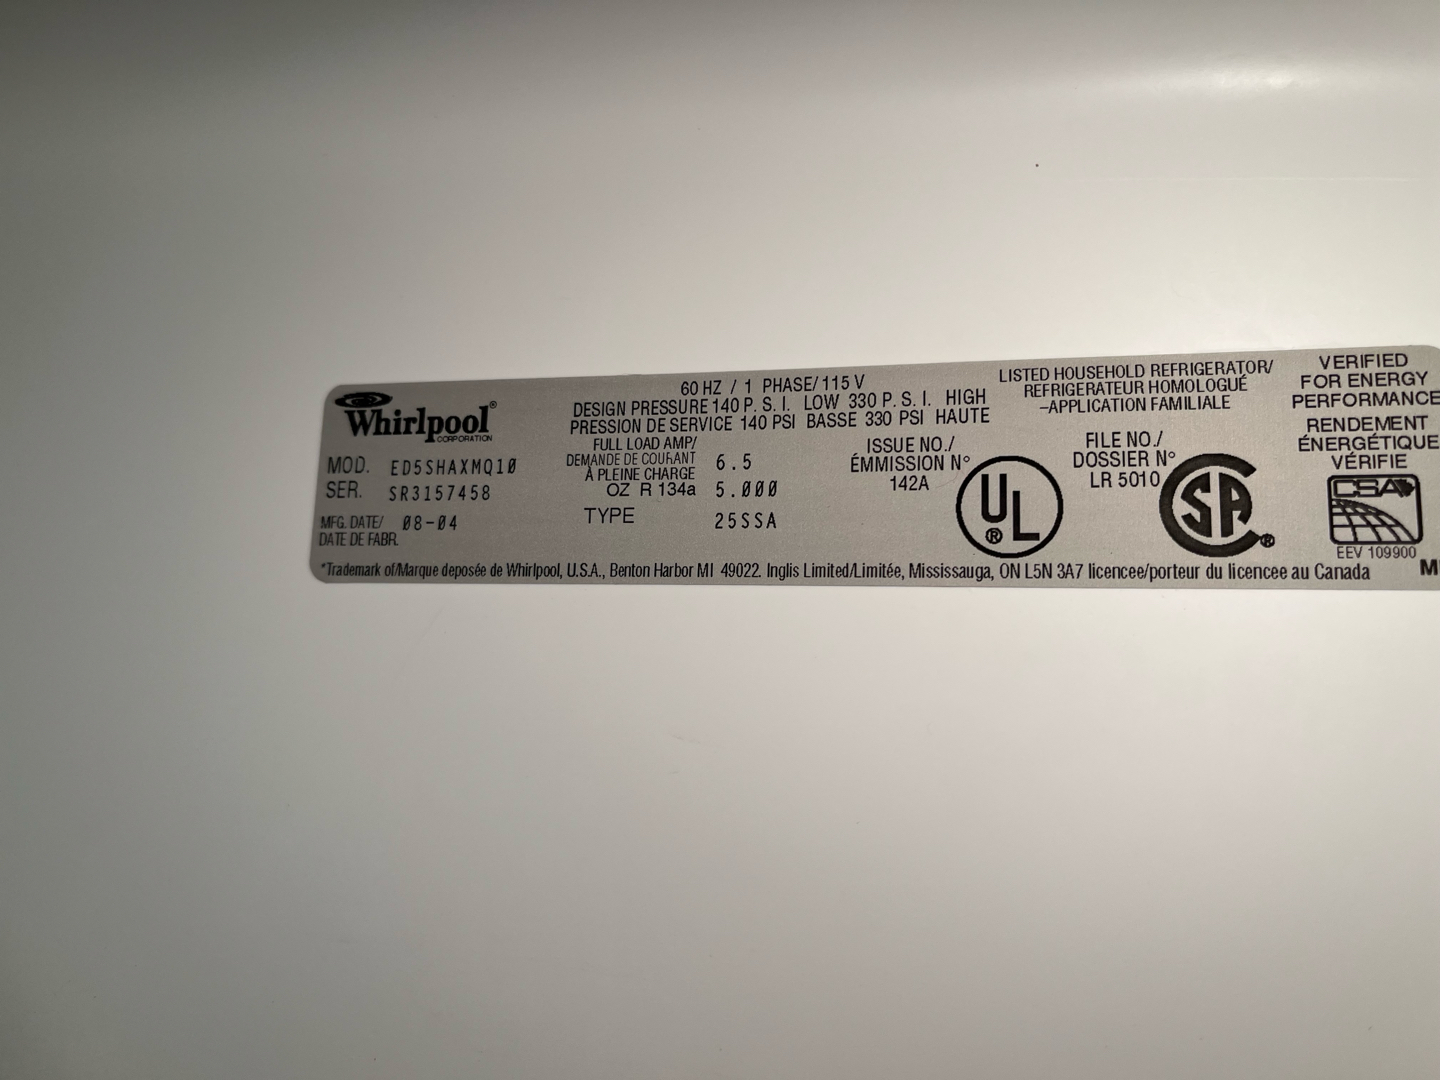 Whirlpool®
CORPORATION
MOD. ED5SHAXMQ10
SER. SR3157458
MFG. DATE/ 08-04
DATE DE FABR.
60 HZ / 1 PHASE/115 V
DESIGN PRESSURE 140 P. S. I. LOW 330 P. S. I. HIGH
PRESSION DE SERVICE 140 PSI BASSE 330 PSI HAUTE
FULL LOAD AMP/
DEMANDE DE COURANT 6.5
À PLEINE CHARGE
OZ R 134a 5.000
TYPE 25SSA
ISSUE NO./
ÉMMISSION N°
142A
UL®
LISTED HOUSEHOLD REFRIGERATOR/
REFRIGERATEUR HOMOLOGUÉ
-APPLICATION FAMILIALE
FILE NO./
DOSSIER N°
LR 5010
CSA®
VERIFIED
FOR ENERGY
PERFORMANCE
RENDEMENT
ÉNERGÉTIQUE
VÉRIFIE
CSA
EEV 109900
*Trademark of/Marque deposée de Whirlpool, U.S.A., Benton Harbor MI 49022. Inglis Limited/Limitée, Mississauga, ON L5N 3A7 licencee/porteur du licencee au Canada